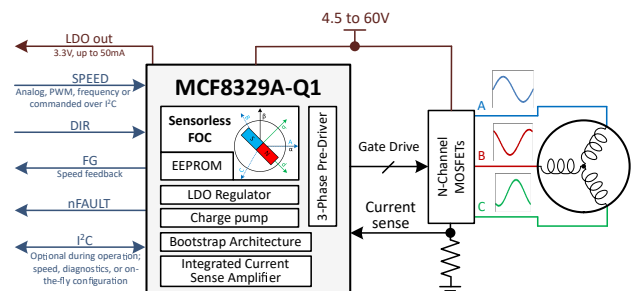 4.5 to 60V
LDO out
3.3V, up to 50mA
SPEED
Analog, PWM, frequency or
commanded over I²C
DIR
FG
Speed feedback
nFAULT
I²C
Optional during operation;
speed, diagnostics, or on-
the-fly configuration
MCF8329A-Q1
Sensorless
FOC
EEPROM
LDO Regulator
Charge pump
Bootstrap Architecture
Integrated Current
Sense Amplifier
3-Phase Pre-Driver
Gate Drive
Current
sense
N-Channel
MOSFETs
A
B
C